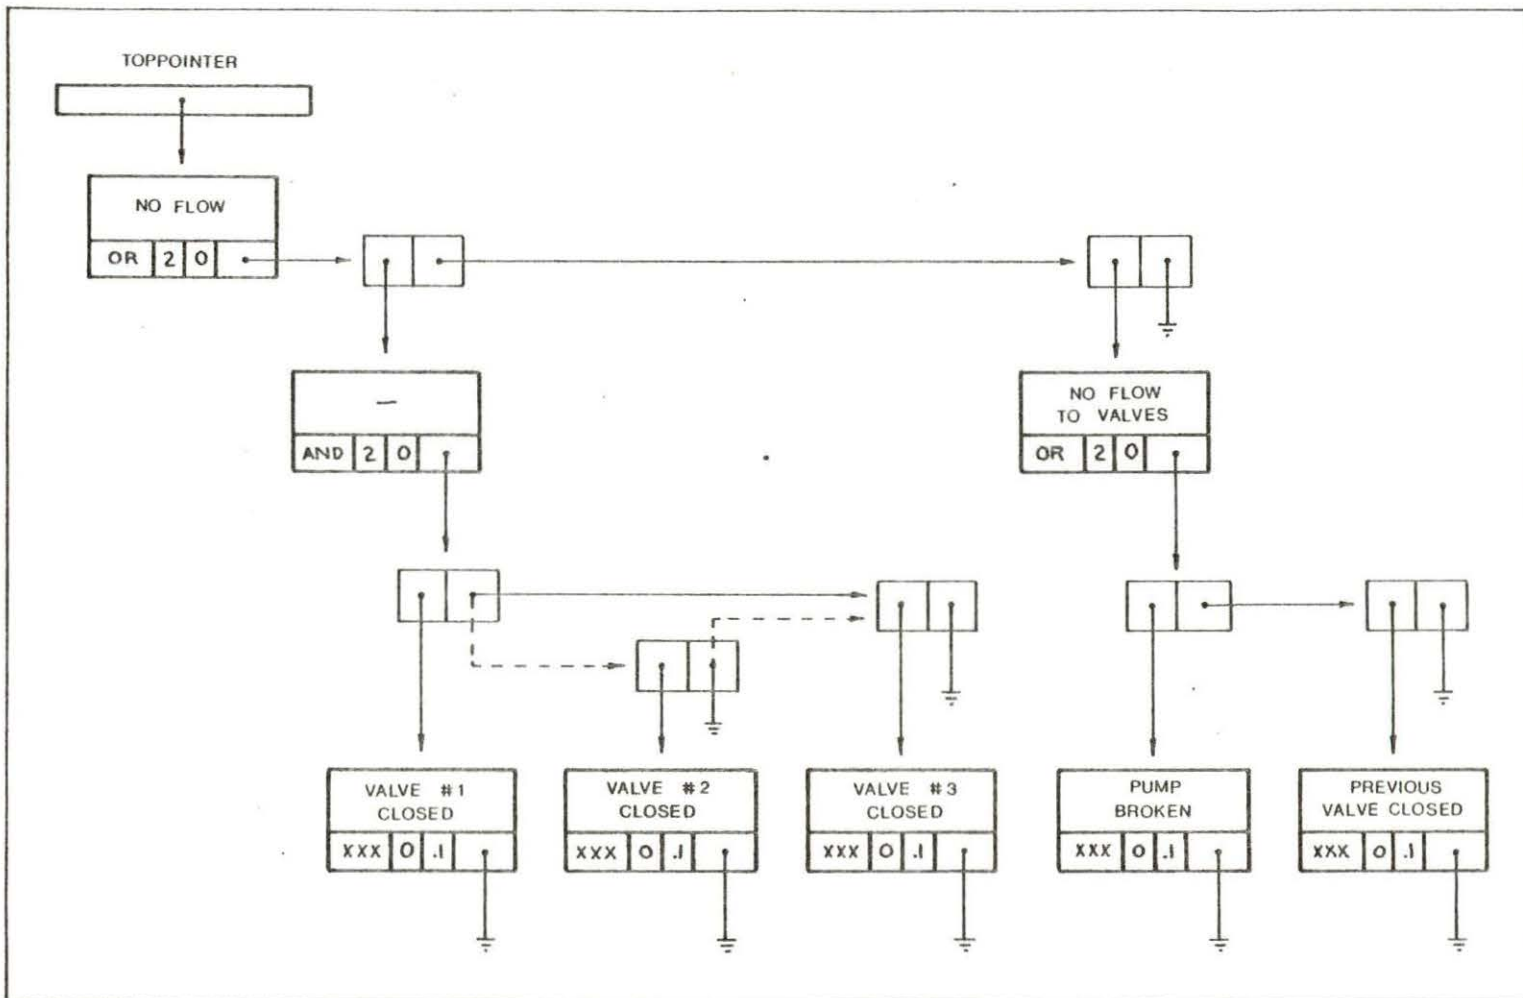 TOPPOINTER
NO FLOW
OR 2 0
—
AND 2 0
NO FLOW
TO VALVES
OR 2 0
VALVE #1
CLOSED
XXX 0 .1
VALVE #2
CLOSED
XXX 0 .1
VALVE #3
CLOSED
XXX 0 .1
PUMP
BROKEN
XXX 0 .1
PREVIOUS
VALVE CLOSED
XXX 0 .1